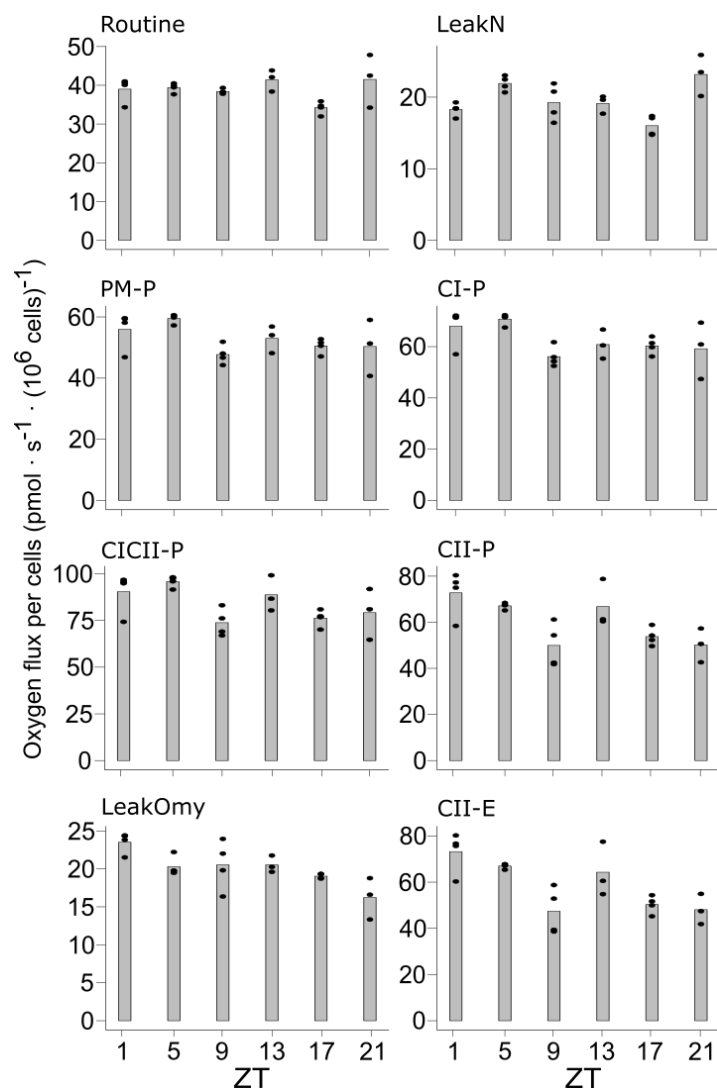 Routine
50
40
30
20
10
0
LeakN
20
10
0
PM-P
60
40
20
0
CI-P
60
40
20
0
CICII-P
100
75
50
25
0
CII-P
80
60
40
20
0
LeakOmy
25
20
15
10
5
0
CII-E
80
60
40
20
0
1 5 9 13 17 21
1 5 9 13 17 21
ZT
ZT
Oxygen flux per cells (pmol · s⁻¹ · (10⁶ cells)⁻¹)